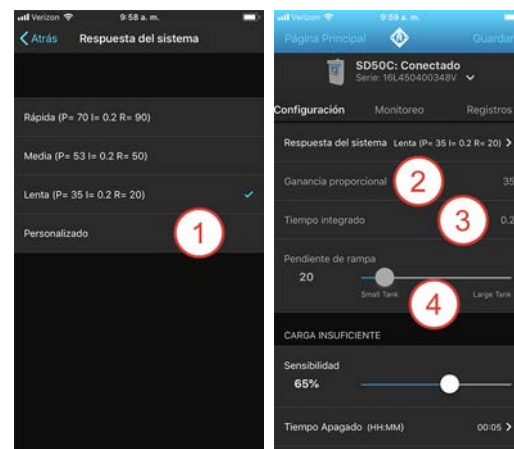 Verizon 9:58 a. m.
Atrás Respuesta del sistema
Rápida (P= 70 I= 0.2 R= 90)
Media (P= 53 I= 0.2 R= 50)
Lenta (P= 35 I= 0.2 R= 20)
Personalizado
1
Verizon 9:59 a. m.
Página Principal Guardar
SD50C: Conectado
Serie: 16L450400348V
Configuración Monitoreo Registros
Respuesta del sistema Lenta (P= 35 I= 0.2 R= 20)
Ganancia proporcional 2 35
Tiempo integrado 3 0.2
Pendiente de rampa
20
Small Tank Large Tank
4
CARGA INSUFICIENTE
Sensibilidad
65%
Tiempo Apagado (HH:MM) 00:05